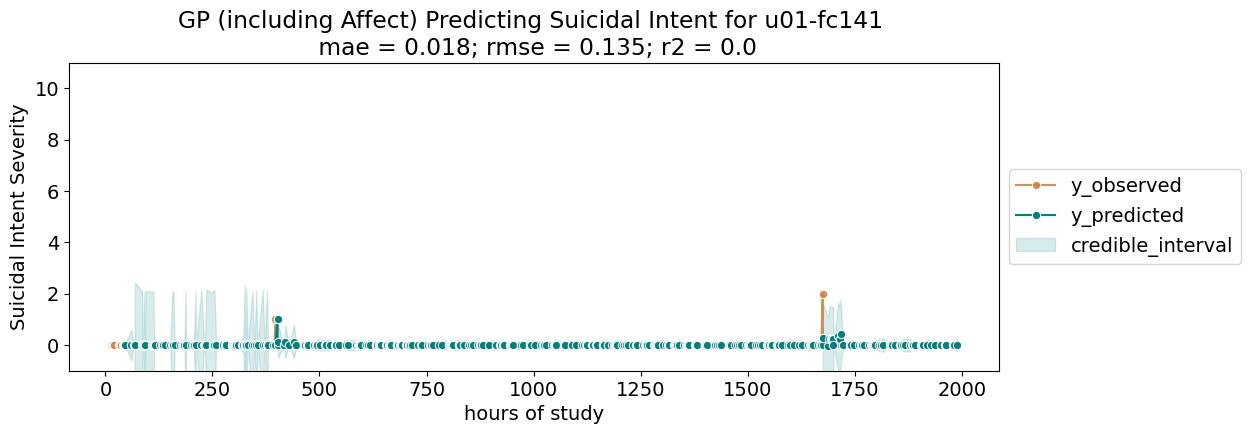 GP (including Affect) Predicting Suicidal Intent for u01-fc141
mae = 0.018; rmse = 0.135; r2 = 0.0
10
8
6
4
2
0
Suicidal Intent Severity
0 250 500 750 1000 1250 1500 1750 2000
hours of study
y_observed
y_predicted
credible_interval